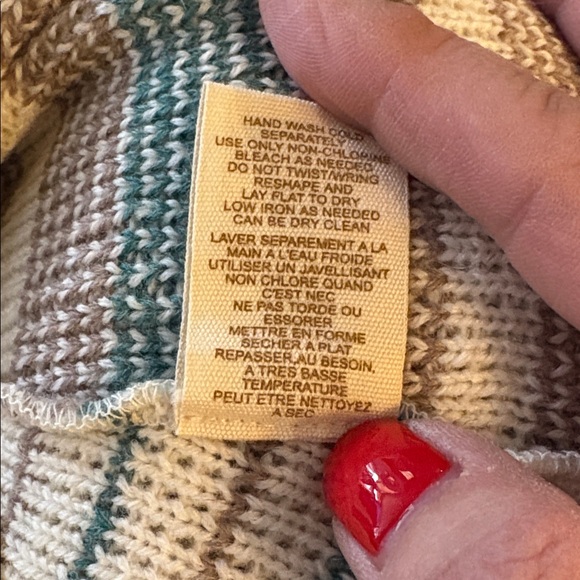 HAND WASH COLD
SEPARATELY
USE ONLY NON-CHLORINE
BLEACH AS NEEDED
DO NOT TWIST/WRING
RESHAPE AND
LAY FLAT TO DRY
LOW IRON AS NEEDED
CAN BE DRY CLEAN
LAVER SEPAREMENT A LA
MAIN A L'EAU FROIDE
UTILISER UN JAVELLISANT
NON CHLORE QUAND
C'EST NEC
NE PAS TORDE OU
ESSORER
METTRE EN FORME
SECHER A PLAT
REPASSER,AU BESOIN,
A TRES BASSE
TEMPERATURE
PEUT ETRE NETTOYEZ
A SEC